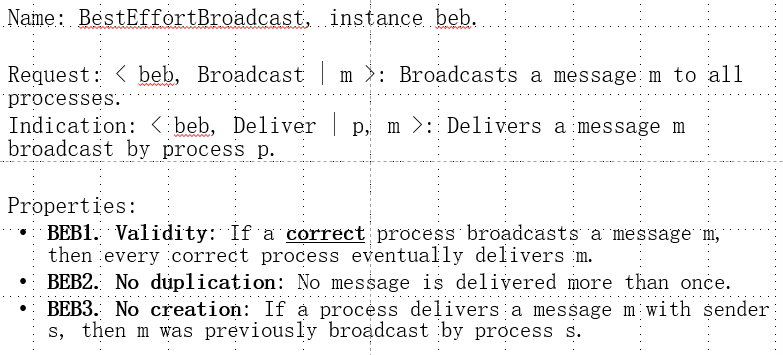 Name: BestEffortBroadcast, instance beb.
Request: < beb, Broadcast | m >: Broadcasts a message m to all
processes.
Indication: < beb, Deliver | p, m >: Delivers a message m
broadcast by process p.
Properties:
• BEB1. Validity: If a correct process broadcasts a message m,
then every correct process eventually delivers m.
• BEB2. No duplication: No message is delivered more than once.
• BEB3. No creation: If a process delivers a message m with sender
s, then m was previously broadcast by process s.